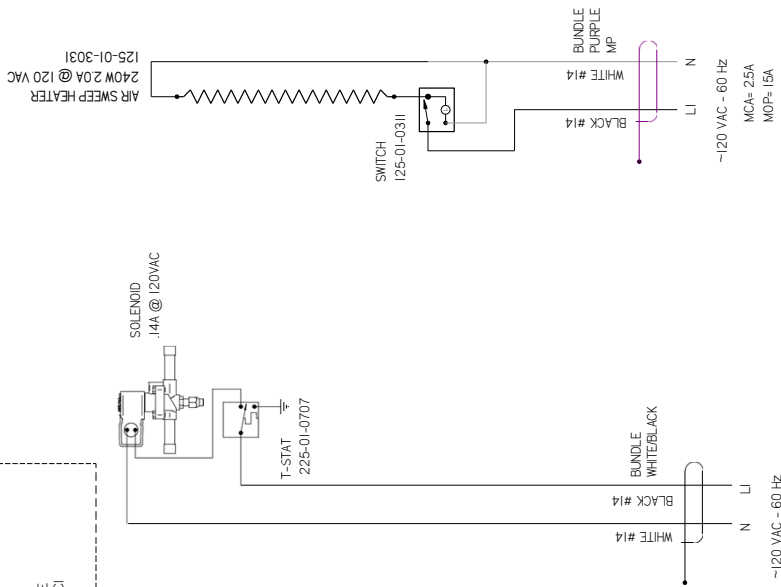 AIR SWEEP HEATER
240W 2.0A @ 120 VAC
125-01-3031
SWITCH
125-01-0311
BUNDLE
PURPLE
MP
WHITE #14
BLACK #14
N
L1
~120 VAC - 60 Hz
MCA= 2.5A
MOP= 15A
SOLENOID
.14A @ 120VAC
T-STAT
225-01-0707
BUNDLE
WHITE/BLACK
BLACK #14
WHITE #14
L1
N
~120 VAC - 60 Hz